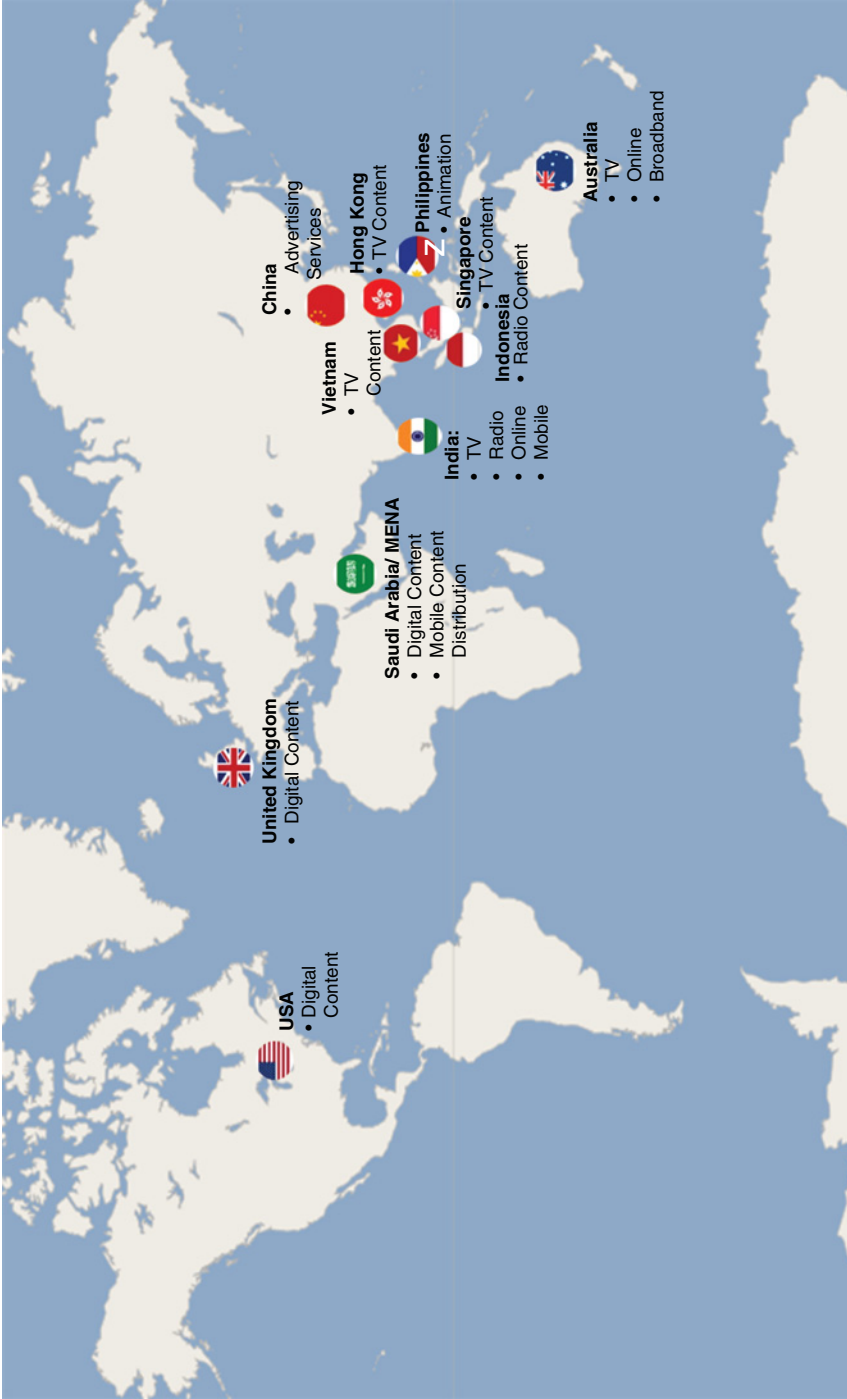 USA
• Digital
Content
United Kingdom
• Digital Content
Saudi Arabia/ MENA
• Digital Content
• Mobile Content
Distribution
India:
• TV
• Radio
• Online
• Mobile
Vietnam
• TV
Content
China
• Advertising
Services
Hong Kong
• TV Content
Philippines
• Animation
Singapore
• TV Content
Indonesia
• Radio Content
Australia
• TV
• Online
• Broadband